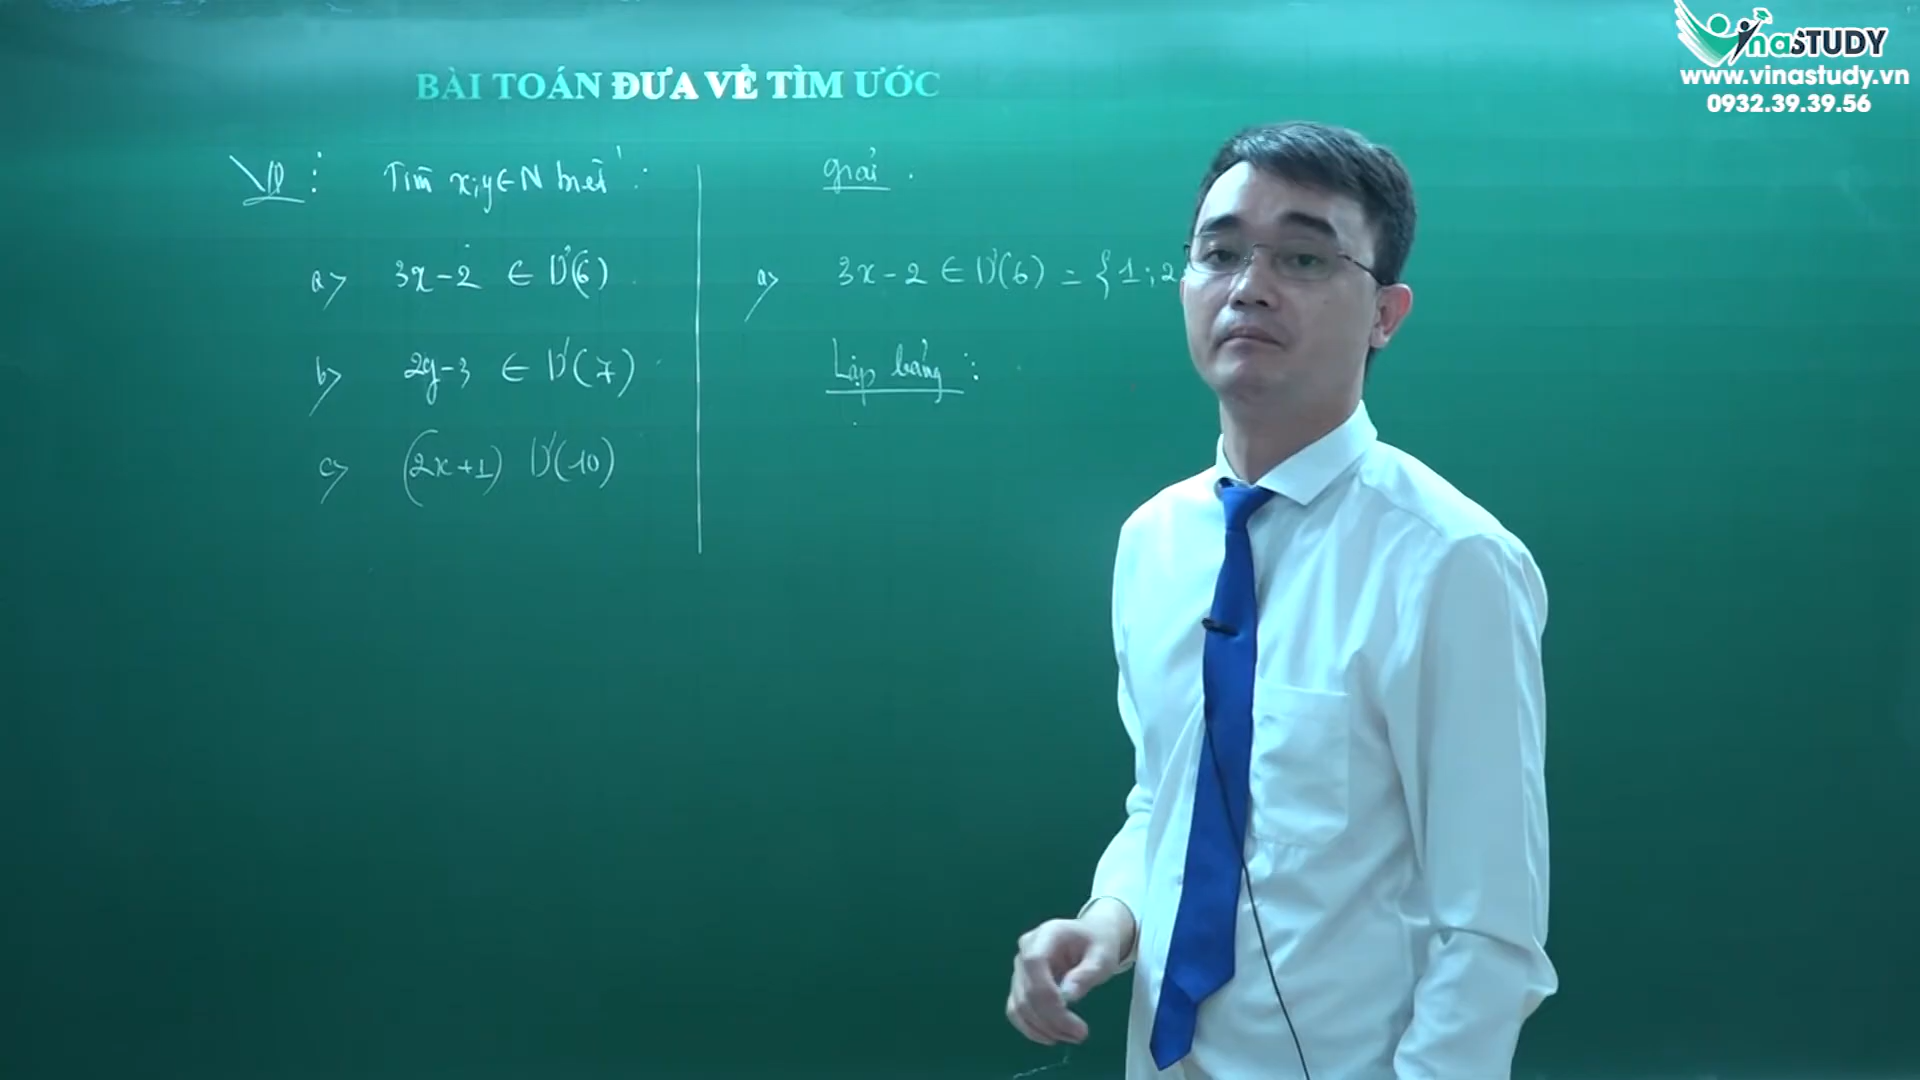 VinaSTUDY
www.vinastudy.vn
0932.39.39.56
BÀI TOÁN ĐƯA VỀ TÌM ƯỚC
VD :
Tìm x;y ∈ N biết :
a> 3x - 2 ∈ Ư(6)
b> 2y - 3 ∈ Ư(7)
c> (2x + 1) Ư(10)
Giải .
a> 3x - 2 ∈ Ư(6) = {1 ; 2
Lập bảng :